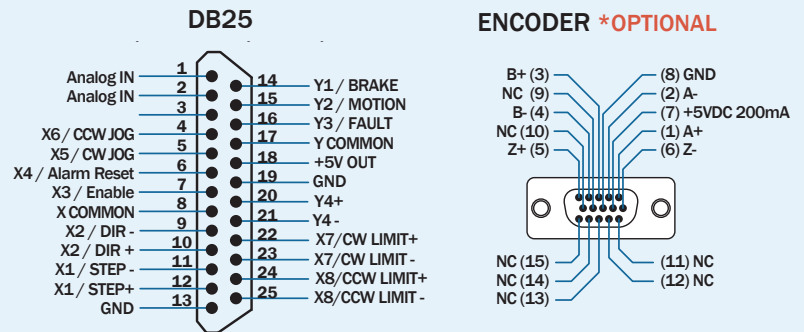 DB25
1 Analog IN
2 Analog IN
3
4 X6 / CCW JOG
5 X5 / CW JOG
6 X4 / Alarm Reset
7 X3 / Enable
8 X COMMON
9 X2 / DIR -
10 X2 / DIR +
11 X1 / STEP -
12 X1 / STEP+
13 GND
14 Y1 / BRAKE
15 Y2 / MOTION
16 Y3 / FAULT
17 Y COMMON
18 +5V OUT
19 GND
20 Y4+
21 Y4 -
22 X7/CW LIMIT+
23 X7/CW LIMIT -
24 X8/CCW LIMIT+
25 X8/CCW LIMIT -
ENCODER *OPTIONAL
B+ (3)
NC (9)
B- (4)
NC (10)
Z+ (5)
(8) GND
(2) A-
(7) +5VDC 200mA
(1) A+
(6) Z-
NC (15)
NC (14)
NC (13)
(11) NC
(12) NC